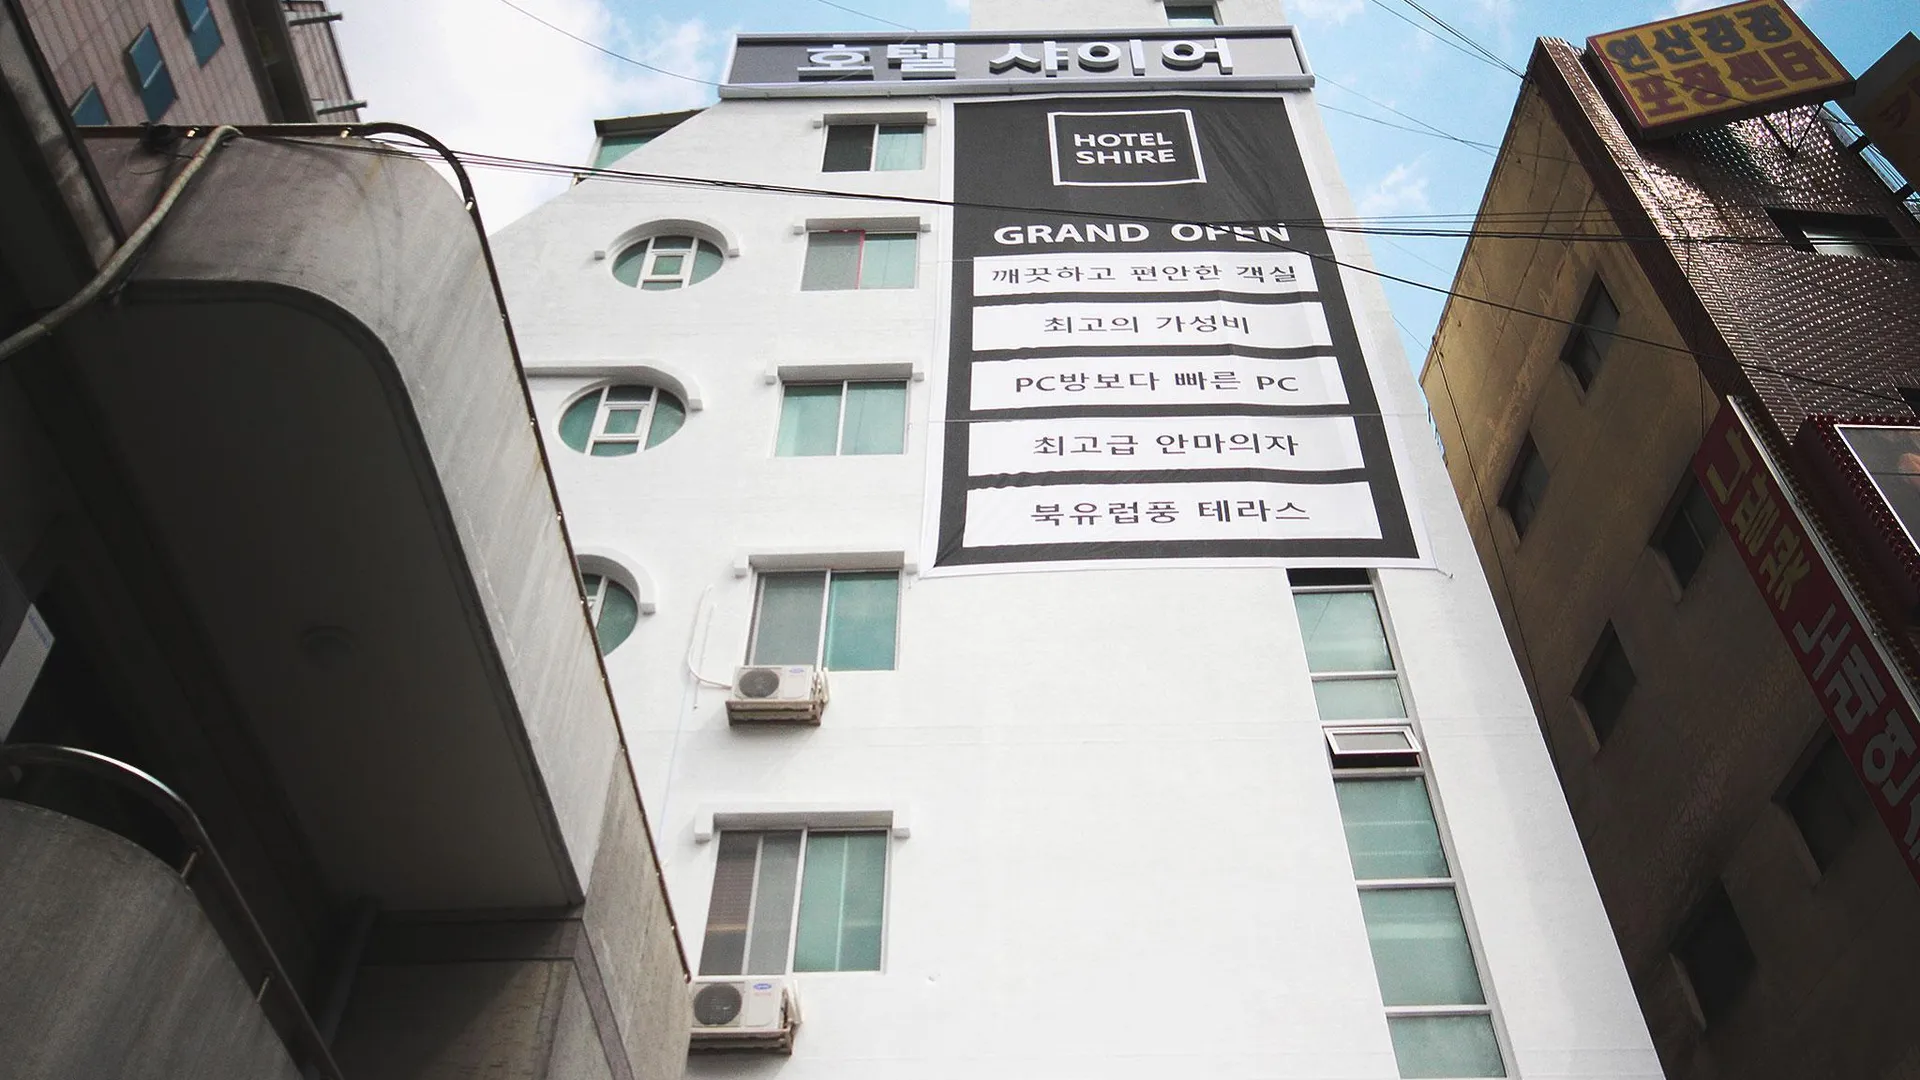 호텔 샤이어
HOTEL
SHIRE
GRAND OPEN
깨끗하고 편안한 객실
최고의 가성비
PC방보다 빠른 PC
최고급 안마의자
북유럽풍 테라스
연산강강
포장센타